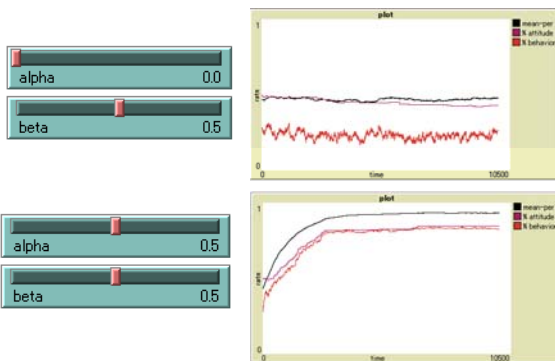 plot
1
mean-per
% attitude
% behavior
rate
0
0
time
10500
alpha 0.0
beta 0.5
plot
1
mean-per
% attitude
% behavior
rate
0
0
time
10500
alpha 0.5
beta 0.5